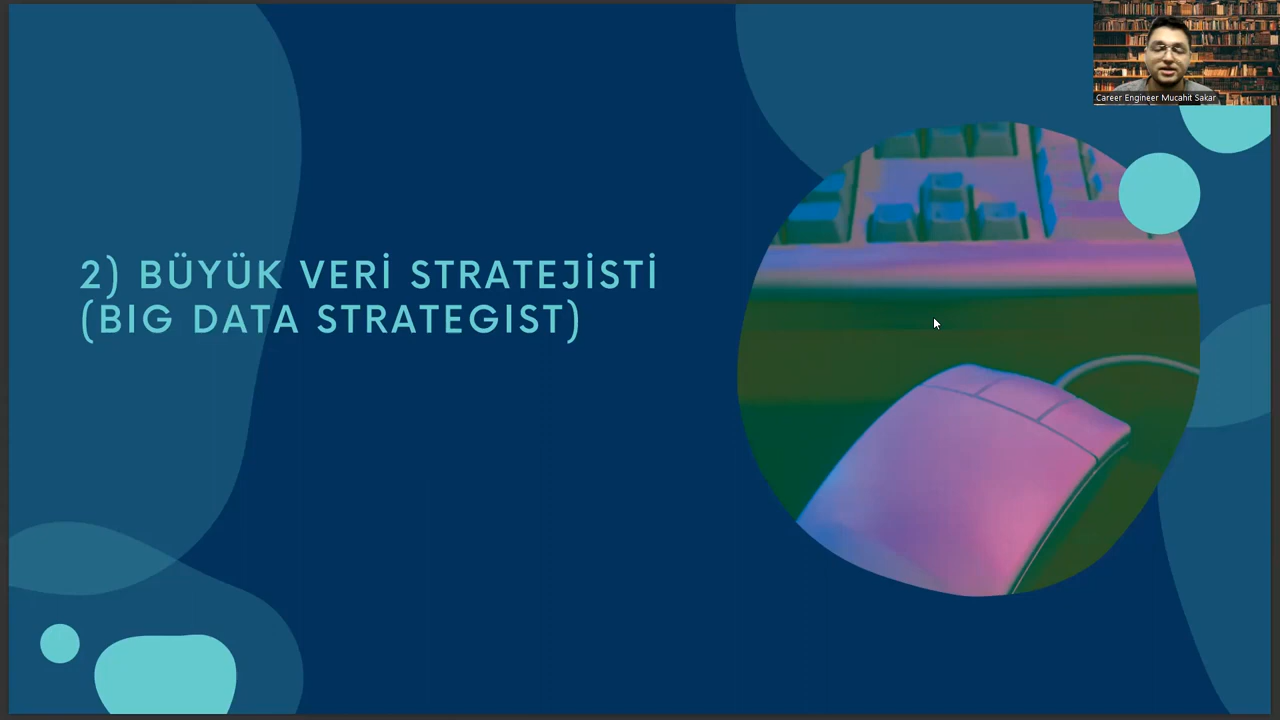 Career Engineer Mucahit Sakar
2) BÜYÜK VERİ STRATEJİSTİ
(BIG DATA STRATEGIST)